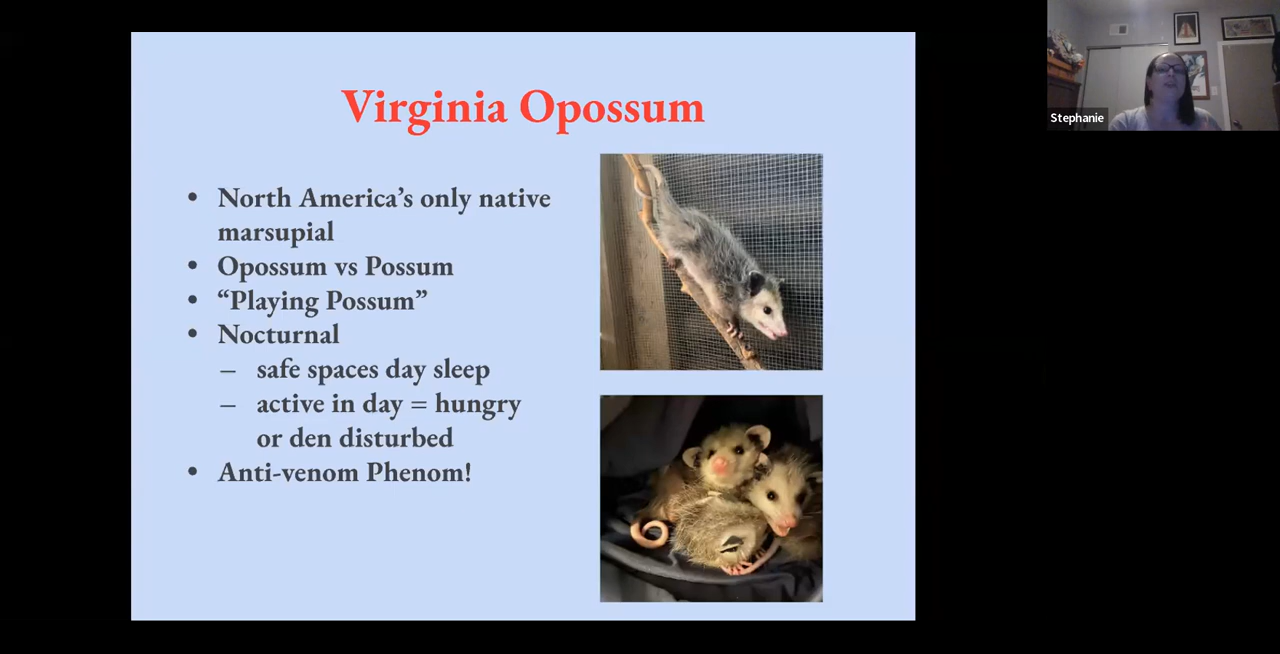 Virginia Opossum
• North America’s only native
marsupial
• Opossum vs Possum
• “Playing Possum”
• Nocturnal
– safe spaces day sleep
– active in day = hungry
or den disturbed
• Anti-venom Phenom!
Stephanie